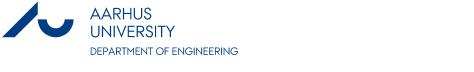 AARHUS
UNIVERSITY
DEPARTMENT OF ENGINEERING